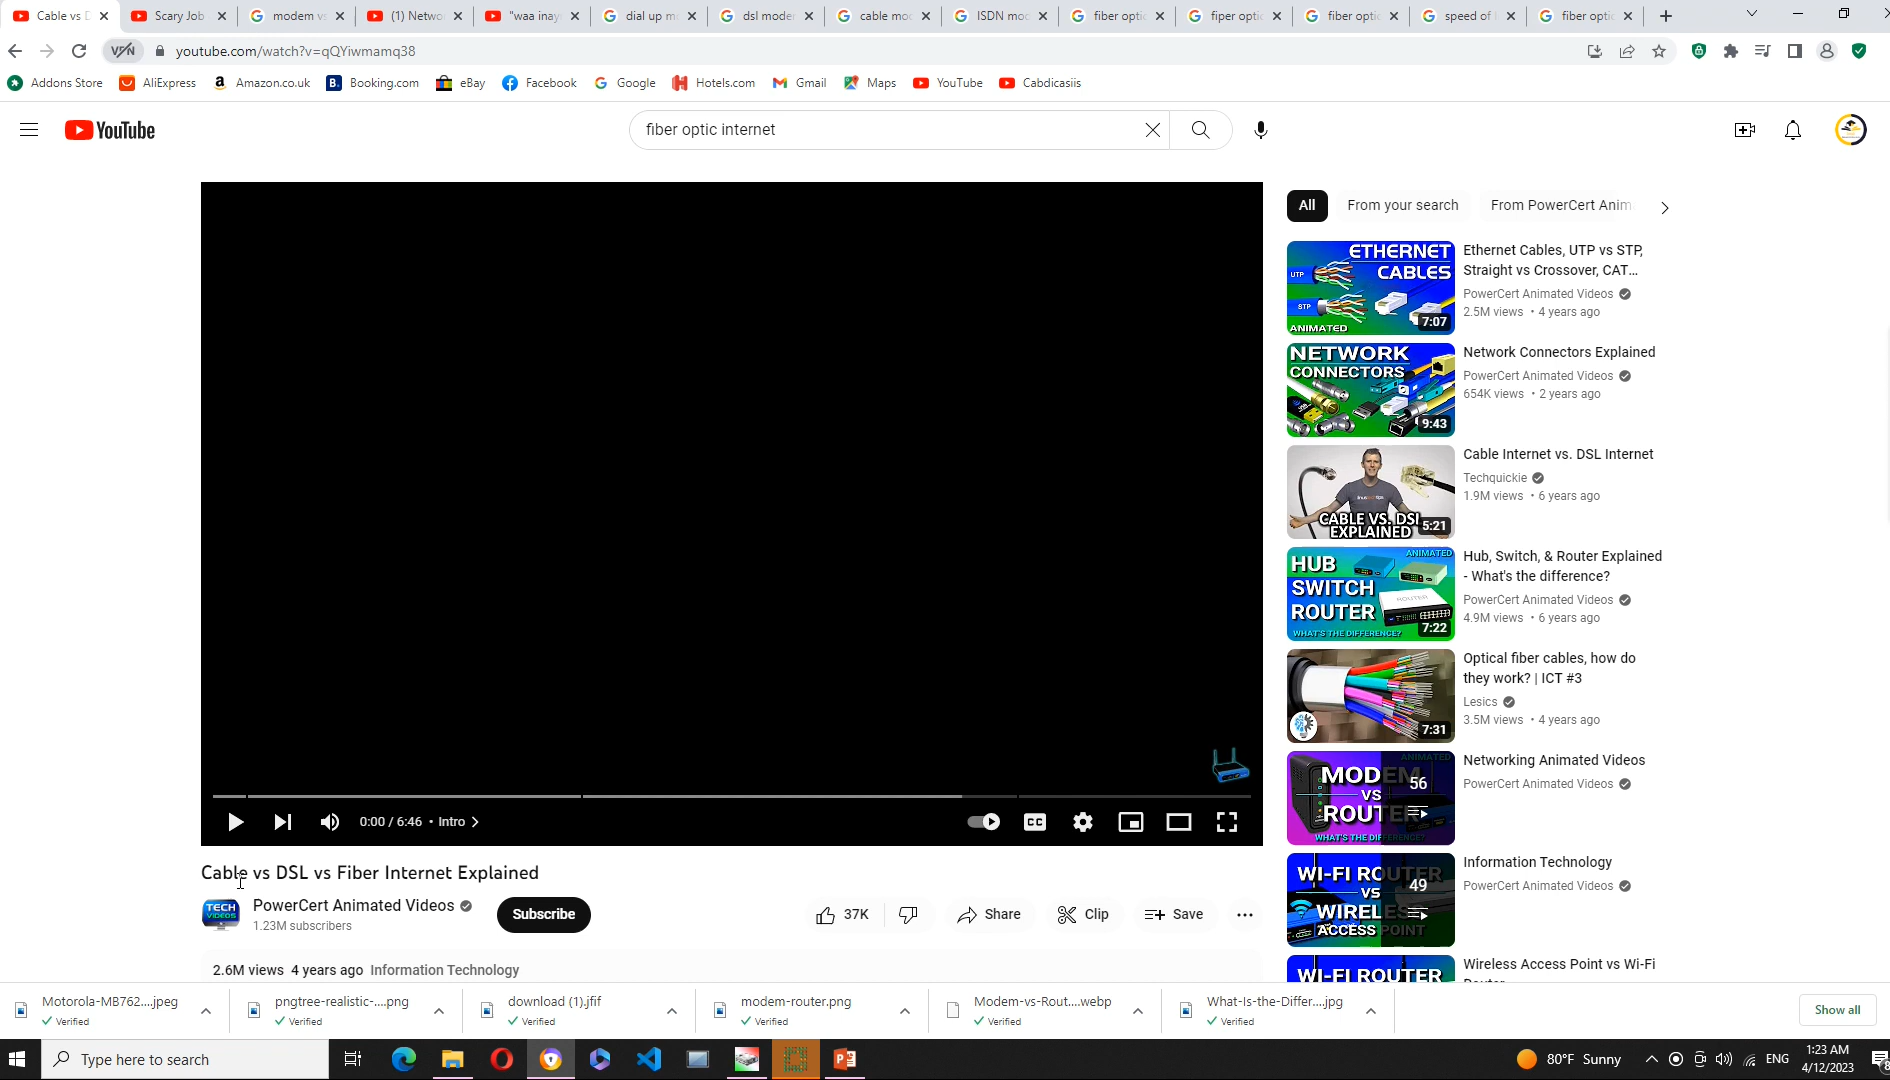 Cable vs D
Scary Job
modem vs
(1) Netwo
"waa inay
dial up m
dsl mode
cable mo
ISDN mo
fiber opti
fiper opti
fiber opti
speed of
fiber opti
VPN
youtube.com/watch?v=qQYiwmamq38
Addons Store
AliExpress
Amazon.co.uk
Booking.com
eBay
Facebook
Google
Hotels.com
Gmail
Maps
YouTube
Cabdicasiis
YouTube
fiber optic internet
All
From your search
From PowerCert Anim
ETHERNET
CABLES
UTP
STP
ANIMATED
7:07
Ethernet Cables, UTP vs STP,
Straight vs Crossover, CAT...
PowerCert Animated Videos
2.5M views • 4 years ago
NETWORK
CONNECTORS
9:43
Network Connectors Explained
PowerCert Animated Videos
654K views • 2 years ago
CABLE VS. DSL
EXPLAINED
5:21
Cable Internet vs. DSL Internet
Techquickie
1.9M views • 6 years ago
ANIMATED
HUB
SWITCH
ROUTER
ROUTER
WHAT'S THE DIFFERENCE?
7:22
Hub, Switch, & Router Explained
- What's the difference?
PowerCert Animated Videos
4.9M views • 6 years ago
7:31
Optical fiber cables, how do
they work? | ICT #3
Lesics
3.5M views • 4 years ago
ANIMATED
MODEM
VS
ROUTER
WHAT'S THE DIFFERENCE?
56
Networking Animated Videos
PowerCert Animated Videos
WI-FI ROUTER
VS
WIRELESS
ACCESS POINT
49
Information Technology
PowerCert Animated Videos
WI-FI ROUTER
Wireless Access Point vs Wi-Fi
Router
0:00 / 6:46 • Intro
CC
Cable vs DSL vs Fiber Internet Explained
TECH
VIDEOS
PowerCert Animated Videos
1.23M subscribers
Subscribe
37K
Share
Clip
Save
2.6M views 4 years ago Information Technology
Motorola-MB762....jpeg
Verified
pngtree-realistic-....png
Verified
download (1).jfif
Verified
modem-router.png
Verified
Modem-vs-Rout....webp
Verified
What-Is-the-Differ....jpg
Verified
Show all
Type here to search
80°F Sunny
ENG
1:23 AM
4/12/2023